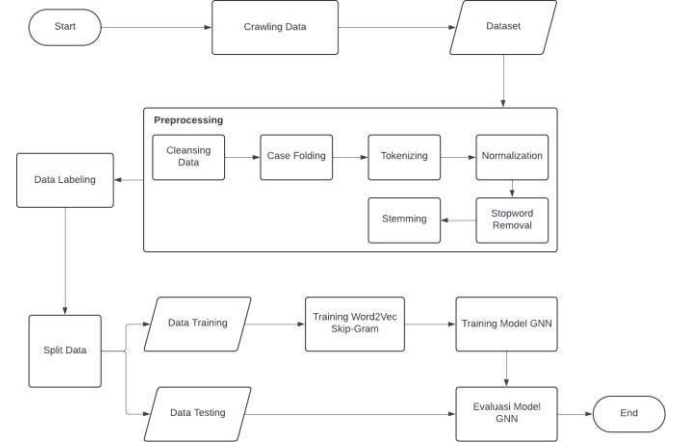 Start
Crawling Data
Dataset
Preprocessing
Cleansing
Data
Case Folding
Tokenizing
Normalization
Data Labeling
Stemming
Stopword
Removal
Split Data
Data Training
Training Word2Vec
Skip-Gram
Training Model GNN
Data Testing
Evaluasi Model
GNN
End